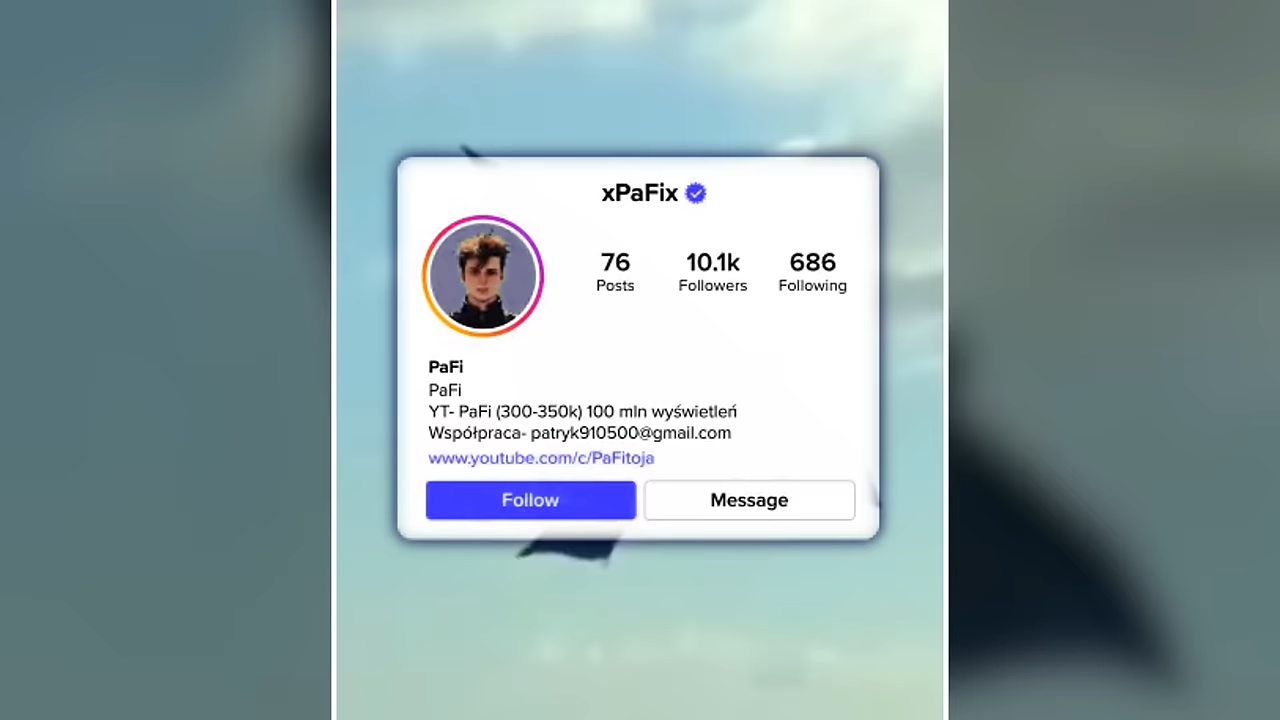 xPaFix
76 10.1k 686
Posts Followers Following
PaFi
PaFi
YT- PaFi (300-350k) 100 mln wyświetleń
Współpraca- patryk910500@gmail.com
www.youtube.com/c/PaFitoja
Follow Message